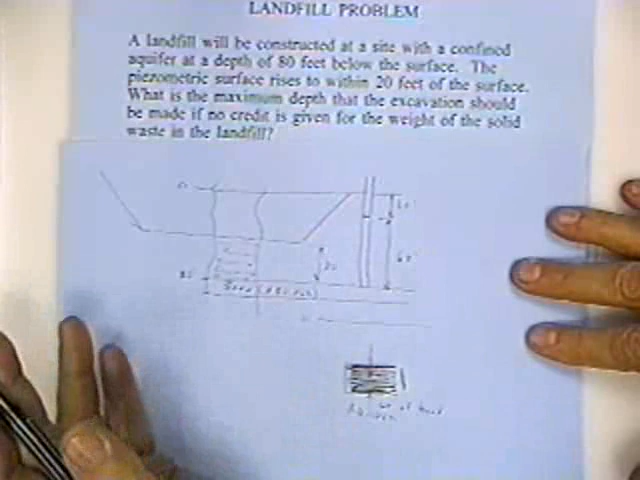 LANDFILL PROBLEM
A landfill will be constructed at a site with a confined
aquifer at a depth of 80 feet below the surface. The
piezometric surface rises to within 20 feet of the surface.
What is the maximum depth that the excavation should
be made if no credit is given for the weight of the solid
waste in the landfill?
of head